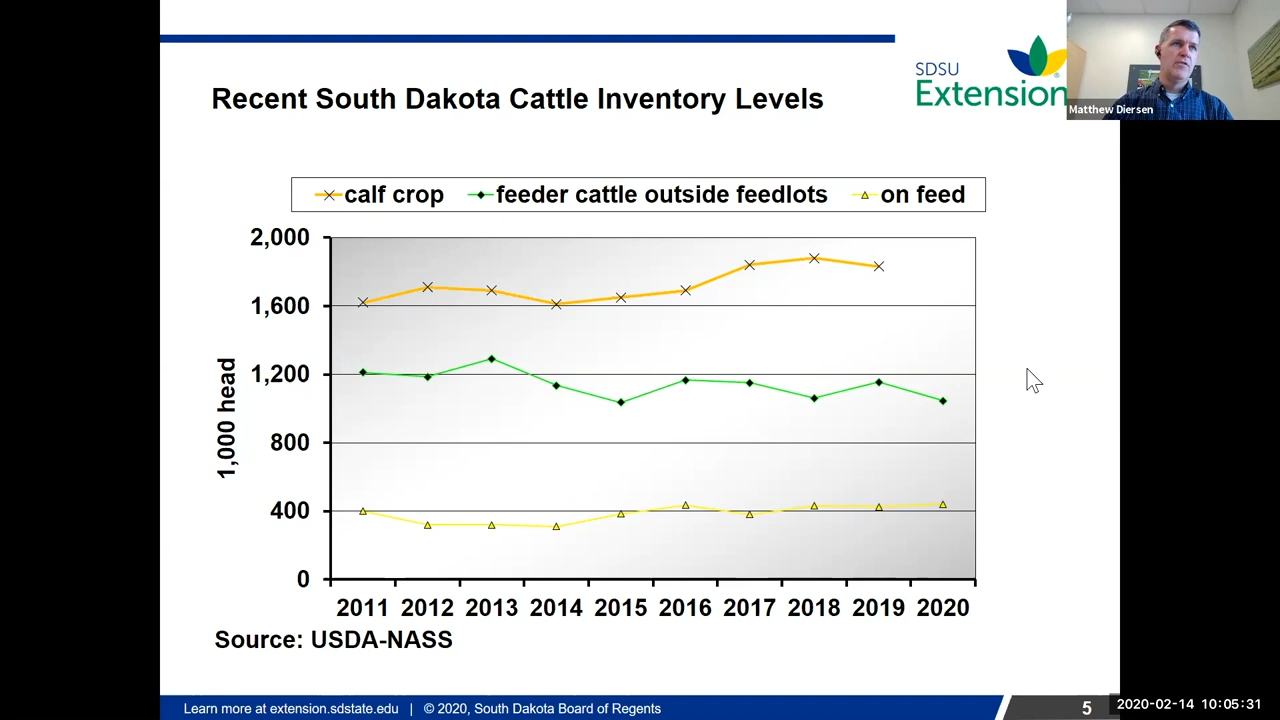 SDSU
Extension
Matthew Diersen
Recent South Dakota Cattle Inventory Levels
calf crop feeder cattle outside feedlots on feed
2,000
1,600
1,200
800
400
0
1,000 head
2011 2012 2013 2014 2015 2016 2017 2018 2019 2020
Source: USDA-NASS
Learn more at extension.sdstate.edu | © 2020, South Dakota Board of Regents
5
2020-02-14 10:05:31